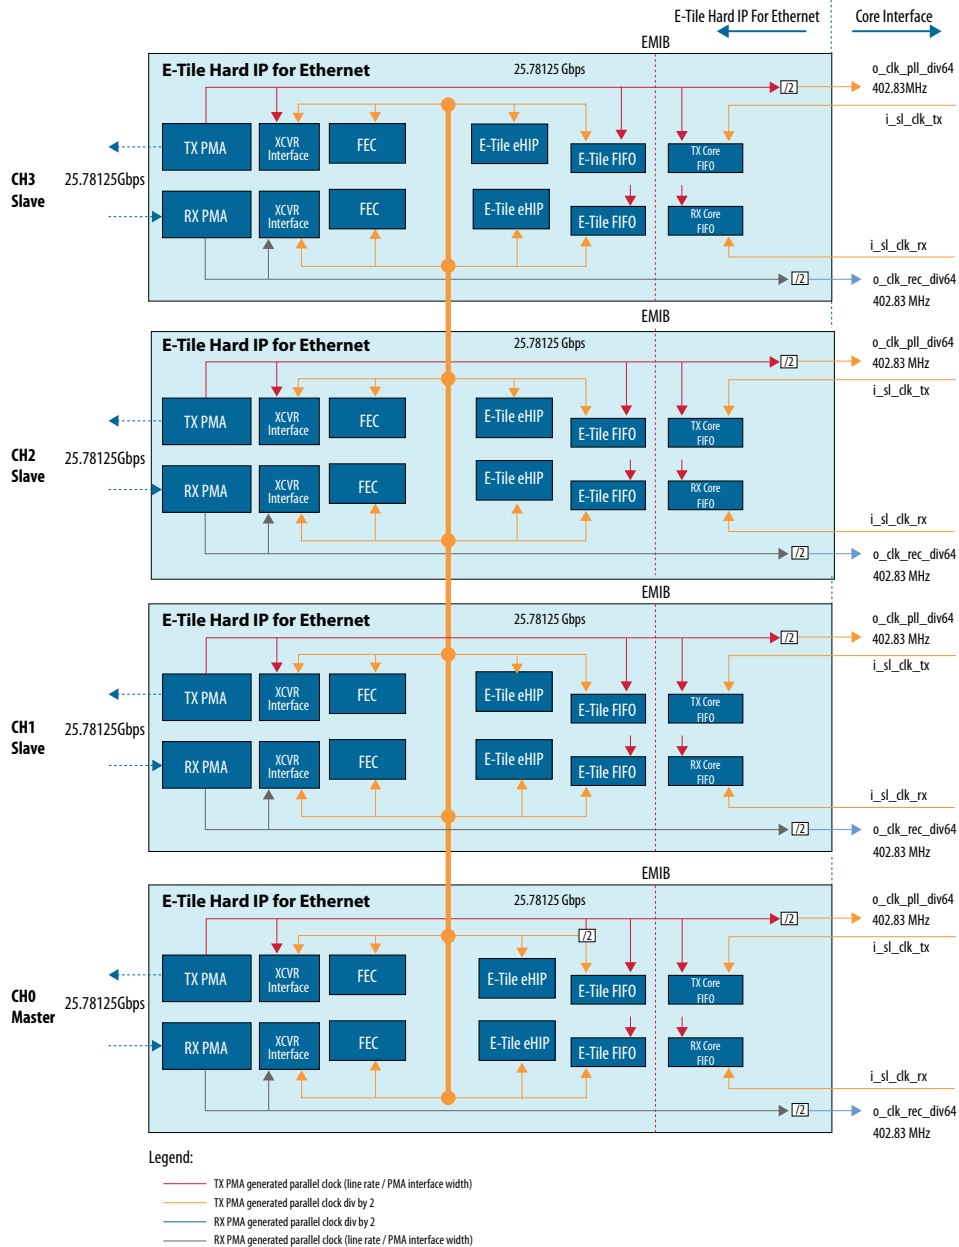 E-Tile Hard IP For Ethernet
Core Interface
EMIB
E-Tile Hard IP for Ethernet
25.78125 Gbps
o_clk_pll_div64
402.83MHz
/2
i_sl_clk_tx
TX PMA
XCVR
Interface
FEC
E-Tile eHIP
E-Tile FIFO
TX Core
FIFO
CH3
Slave
25.78125Gbps
RX PMA
XCVR
Interface
FEC
E-Tile eHIP
E-Tile FIFO
RX Core
FIFO
i_sl_clk_rx
/2
o_clk_rec_div64
402.83 MHz
EMIB
E-Tile Hard IP for Ethernet
25.78125 Gbps
o_clk_pll_div64
402.83 MHz
/2
i_sl_clk_tx
TX PMA
XCVR
Interface
FEC
E-Tile eHIP
E-Tile FIFO
TX Core
FIFO
CH2
Slave
25.78125Gbps
RX PMA
XCVR
Interface
FEC
E-Tile eHIP
E-Tile FIFO
RX Core
FIFO
i_sl_clk_rx
/2
o_clk_rec_div64
402.83 MHz
EMIB
E-Tile Hard IP for Ethernet
25.78125 Gbps
o_clk_pll_div64
402.83 MHz
/2
i_sl_clk_tx
TX PMA
XCVR
Interface
FEC
E-Tile eHIP
E-Tile FIFO
TX Core
FIFO
CH1
Slave
25.78125Gbps
RX PMA
XCVR
Interface
FEC
E-Tile eHIP
E-Tile FIFO
RX Core
FIFO
i_sl_clk_rx
/2
o_clk_rec_div64
402.83 MHz
EMIB
E-Tile Hard IP for Ethernet
25.78125 Gbps
o_clk_pll_div64
402.83 MHz
/2
/2
i_sl_clk_tx
TX PMA
XCVR
Interface
FEC
E-Tile eHIP
E-Tile FIFO
TX Core
FIFO
CH0
Master
25.78125Gbps
RX PMA
XCVR
Interface
FEC
E-Tile eHIP
E-Tile FIFO
RX Core
FIFO
i_sl_clk_rx
/2
o_clk_rec_div64
402.83 MHz
Legend:
TX PMA generated parallel clock (line rate / PMA interface width)
TX PMA generated parallel clock div by 2
RX PMA generated parallel clock div by 2
RX PMA generated parallel clock (line rate / PMA interface width)